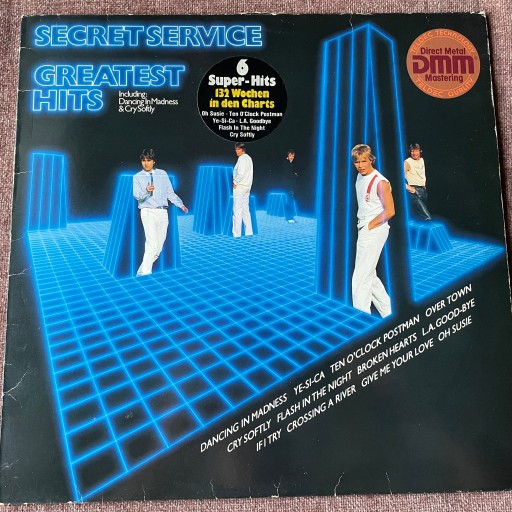 SECRET SERVICE
GREATEST
HITS
Including:
Dancing In Madness
& Cry Softly
6
Super-Hits
132 Wochen
in den Charts
Oh Susie · Ten O'Clock Postman
Ye-Si-Ca · L.A. Goodbye
Flash In The Night
Cry Softly
Direct Metal
DMM
Mastering
DANCING IN MADNESS YE-SI-CA TEN O'CLOCK POSTMAN OVER TOWN
CRY SOFTLY FLASH IN THE NIGHT BROKEN HEARTS L.A. GOOD-BYE
IF I TRY CROSSING A RIVER GIVE ME YOUR LOVE OH SUSIE